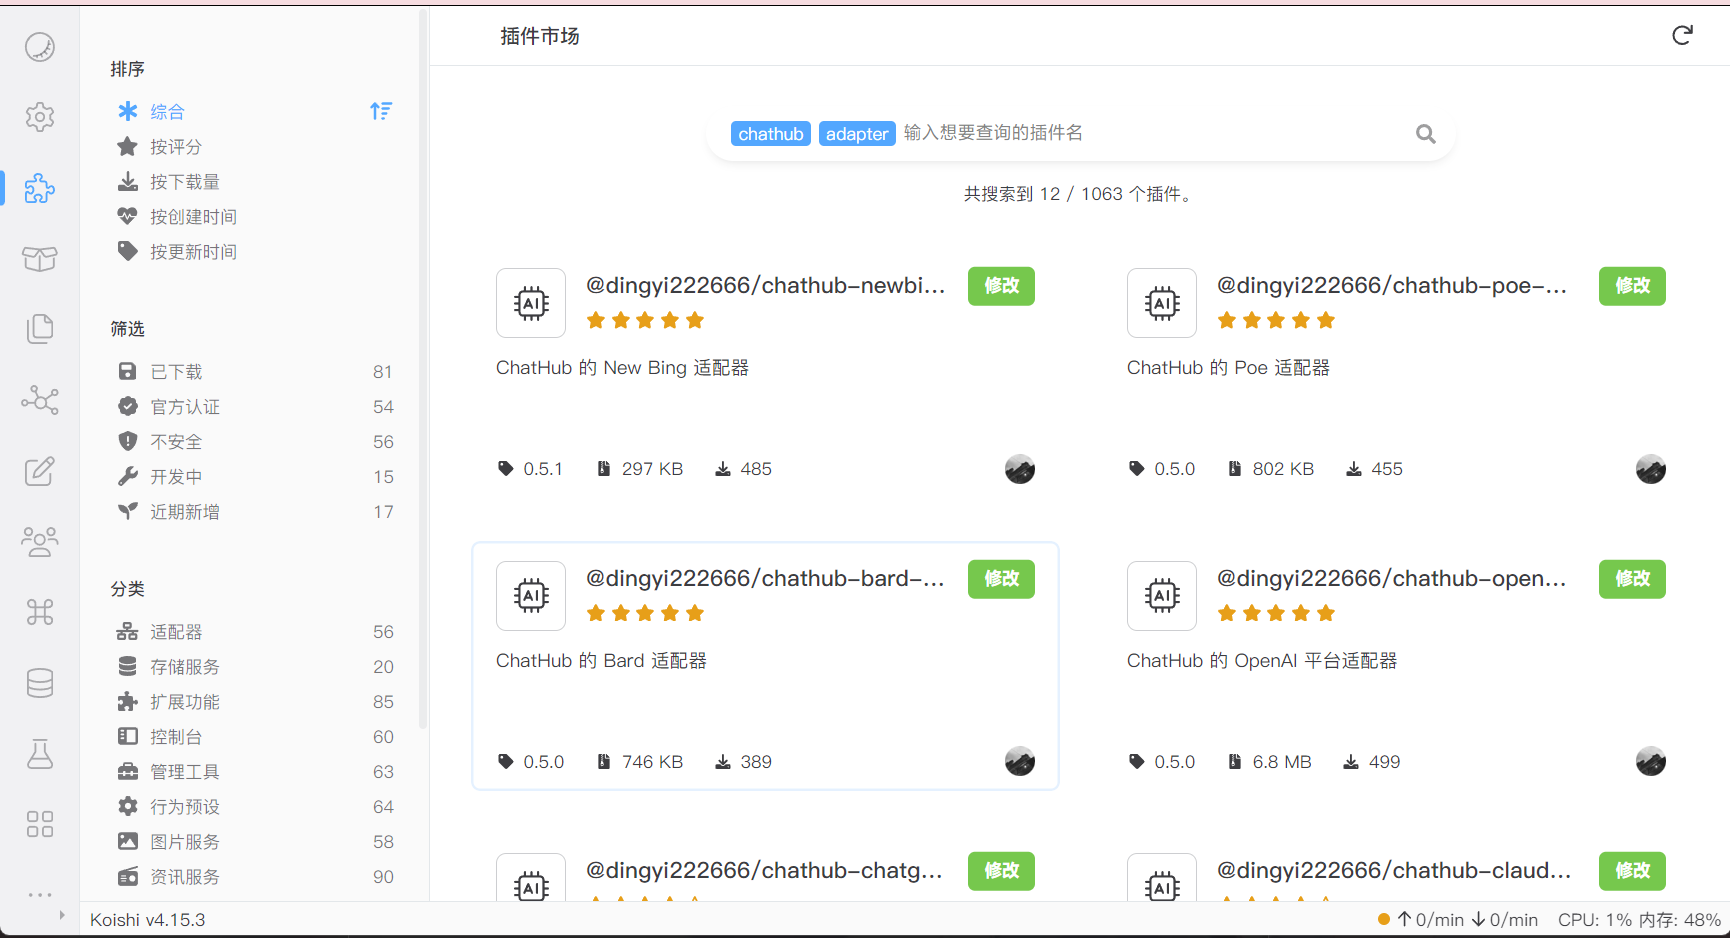 插件市场
排序
综合
按评分
按下载量
按创建时间
按更新时间
筛选
已下载 81
官方认证 54
不安全 56
开发中 15
近期新增 17
分类
适配器 56
存储服务 20
扩展功能 85
控制台 60
管理工具 63
行为预设 64
图片服务 58
资讯服务 90
chathub adapter 输入想要查询的插件名
共搜索到 12 / 1063 个插件。
@dingyi222666/chathub-newbi... 修改
ChatHub 的 New Bing 适配器
0.5.1 297 KB 485
@dingyi222666/chathub-poe-... 修改
ChatHub 的 Poe 适配器
0.5.0 802 KB 455
@dingyi222666/chathub-bard-... 修改
ChatHub 的 Bard 适配器
0.5.0 746 KB 389
@dingyi222666/chathub-open... 修改
ChatHub 的 OpenAI 平台适配器
0.5.0 6.8 MB 499
@dingyi222666/chathub-chatg... 修改
@dingyi222666/chathub-claud... 修改
AI
AI
AI
AI
AI
AI
Koishi v4.15.3
↑ 0/min ↓ 0/min CPU: 1% 内存: 48%